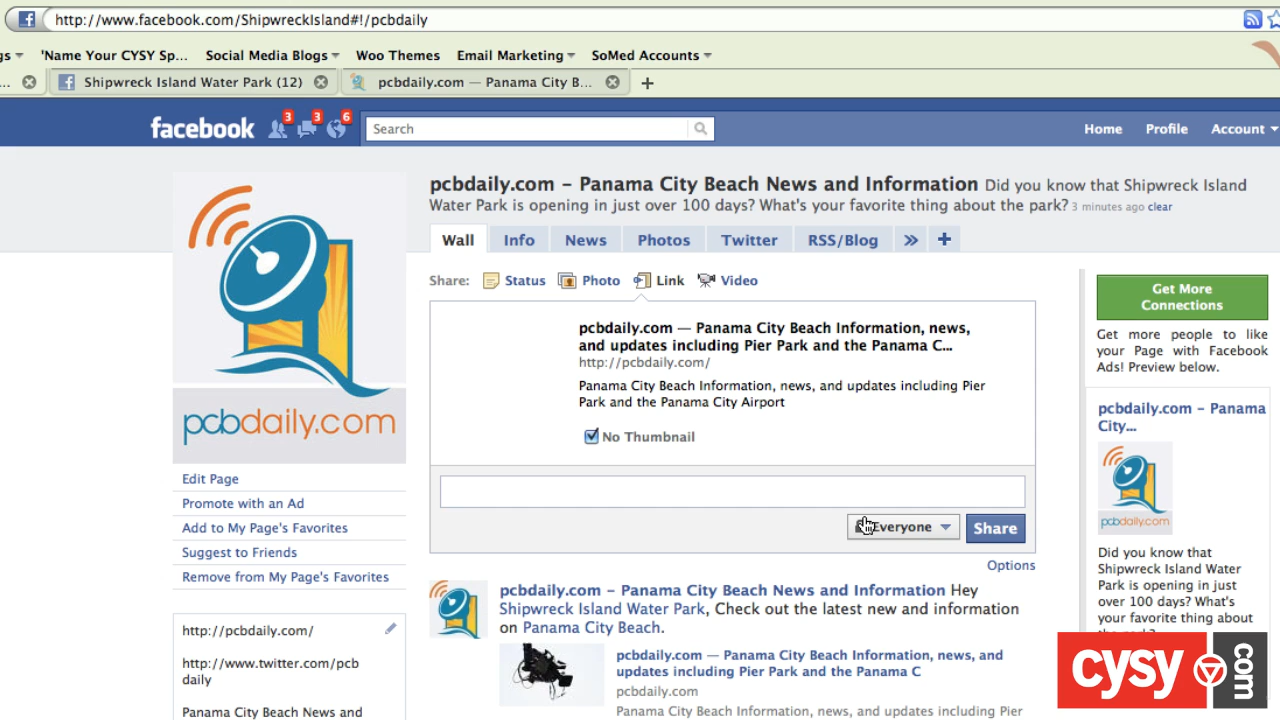 http://www.facebook.com/ShipwreckIsland#!/pcbdaily
gs 'Name Your CYSY Sp... Social Media Blogs Woo Themes Email Marketing SoMed Accounts
... Shipwreck Island Water Park (12) pcbdaily.com — Panama City B... +
facebook 3 3 6 Search Home Profile Account
pcbdaily.com – Panama City Beach News and Information Did you know that Shipwreck Island
Water Park is opening in just over 100 days? What's your favorite thing about the park? 3 minutes ago clear
Wall Info News Photos Twitter RSS/Blog » +
Share: Status Photo Link Video
pcbdaily.com — Panama City Beach Information, news,
and updates including Pier Park and the Panama C...
http://pcbdaily.com/
Panama City Beach Information, news, and updates including Pier
Park and the Panama City Airport
No Thumbnail
Everyone Share
Options
pcbdaily.com
Edit Page
Promote with an Ad
Add to My Page's Favorites
Suggest to Friends
Remove from My Page's Favorites
http://pcbdaily.com/
http://www.twitter.com/pcb
daily
Panama City Beach News and
pcbdaily.com – Panama City Beach News and Information Hey
Shipwreck Island Water Park, Check out the latest new and information
on Panama City Beach.
pcbdaily.com — Panama City Beach Information, news, and
updates including Pier Park and the Panama C
pcbdaily.com
Panama City Beach Information, news, and updates including Pier
Get More
Connections
Get more people to like
your Page with Facebook
Ads! Preview below.
pcbdaily.com – Panama
City...
pcbdaily.com
Did you know that
Shipwreck Island
Water Park is
opening in just
over 100 days?
What's your
favorite thing
cysy com